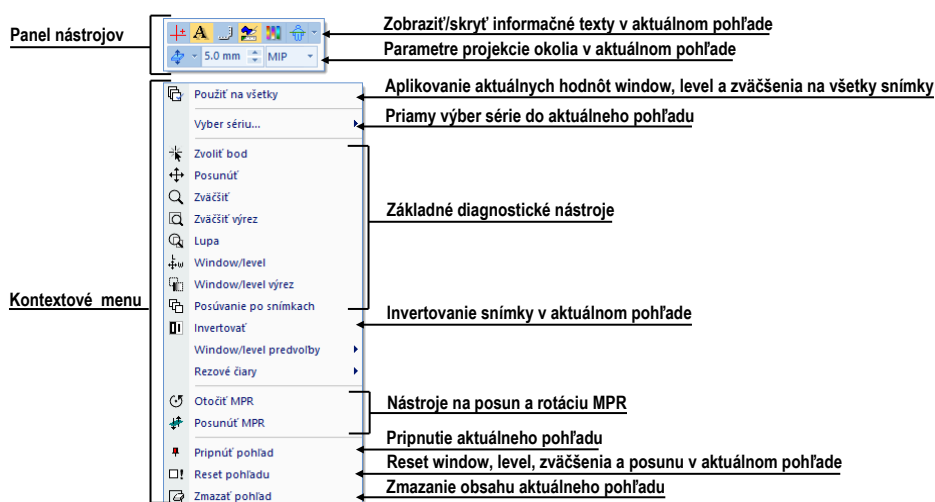 Panel nástrojov
A
5.0 mm
MIP
Zobraziť/skryť informačné texty v aktuálnom pohľade
Parametre projekcie okolia v aktuálnom pohľade
Kontextové menu
Použiť na všetky
Aplikovanie aktuálnych hodnôt window, level a zväčšenia na všetky snímky
Vyber sériu...
Priamy výber série do aktuálneho pohľadu
Zvoliť bod
Posunúť
Zväčšiť
Zväčšiť výrez
Lupa
Window/level
Window/level výrez
Posúvanie po snímkach
Základné diagnostické nástroje
Invertovať
Invertovanie snímky v aktuálnom pohľade
Window/level predvoľby
Rezové čiary
Otočiť MPR
Posunúť MPR
Nástroje na posun a rotáciu MPR
Pripnúť pohľad
Pripnutie aktuálneho pohľadu
Reset pohľadu
Reset window, level, zväčšenia a posunu v aktuálnom pohľade
Zmazať pohľad
Zmazanie obsahu aktuálneho pohľadu